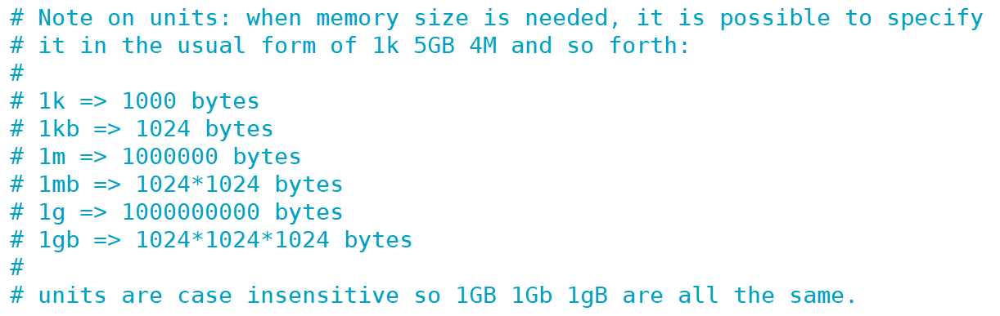 # Note on units: when memory size is needed, it is possible to specify
# it in the usual form of 1k 5GB 4M and so forth:
#
# 1k => 1000 bytes
# 1kb => 1024 bytes
# 1m => 1000000 bytes
# 1mb => 1024*1024 bytes
# 1g => 1000000000 bytes
# 1gb => 1024*1024*1024 bytes
#
# units are case insensitive so 1GB 1Gb 1gB are all the same.